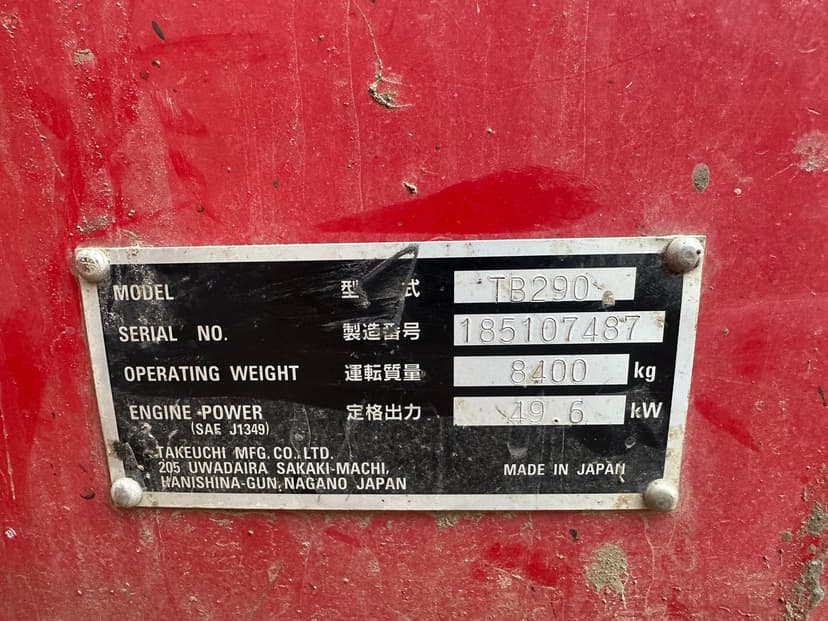 MODEL 型 式 TB290
SERIAL NO. 製造番号 185107487
OPERATING WEIGHT 運転質量 8400 kg
ENGINE POWER 定格出力 49.6 kW
(SAE J1349)
TAKEUCHI MFG. CO., LTD.
205 UWADAIRA SAKAKI-MACHI,
HANISHINA-GUN, NAGANO JAPAN
MADE IN JAPAN